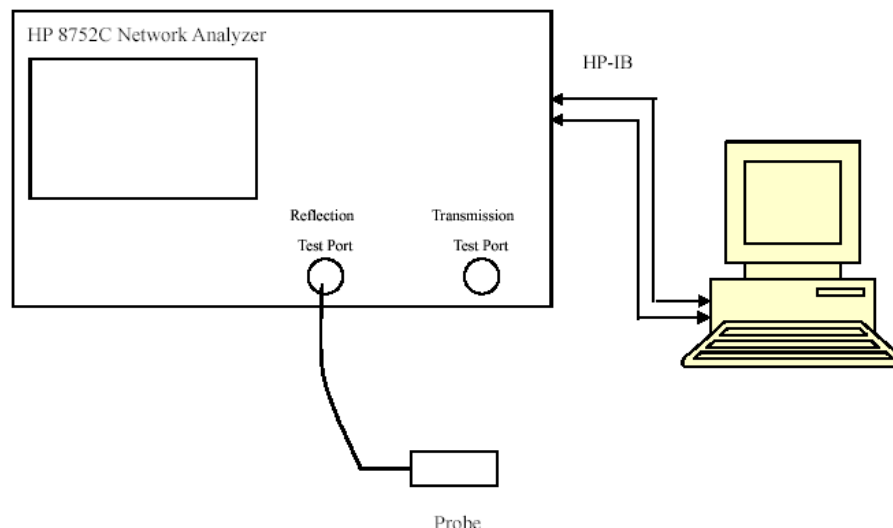 HP 8752C Network Analyzer
HP-IB
Reflection
Test Port
Transmission
Test Port
Probe